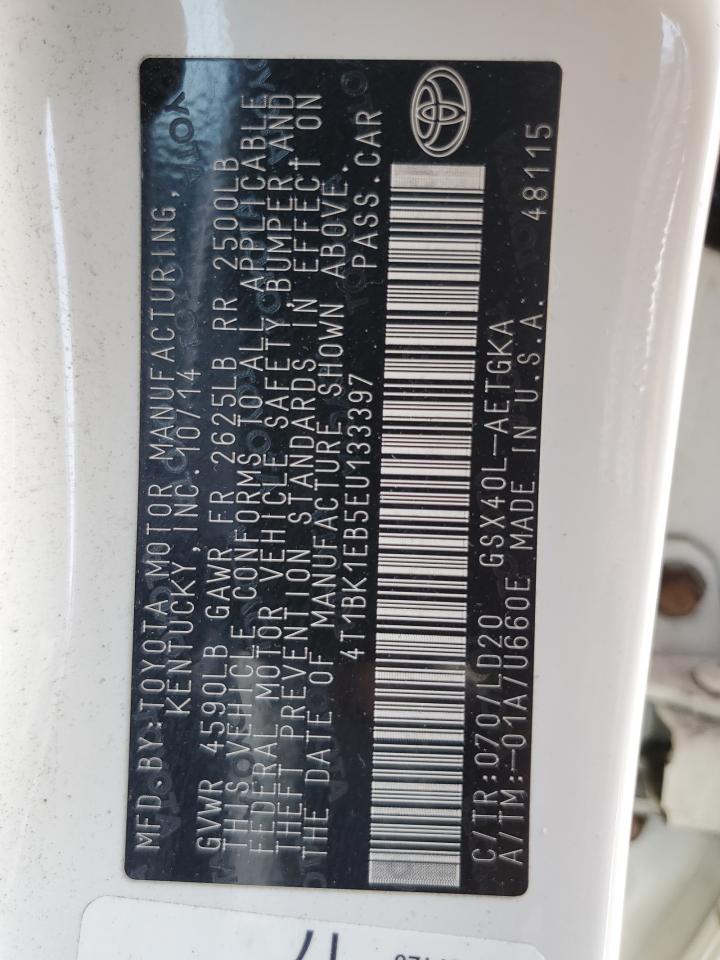 MFD.BY:TOYOTA MOTOR MANUFACTURING,
KENTUCKY, INC. 10/14
GVWR 4590LB GAWR FR 2625LB RR 2500LB
THIS VEHICLE CONFORMS TO ALL APPLICABLE
FEDERAL MOTOR VEHICLE SAFETY, BUMPER AND
THEFT PREVENTION STANDARDS IN EFFECT ON
THE DATE OF MANUFACTURE SHOWN ABOVE.
4T1BK1EB5EU133397 PASS.CAR
C/TR:070/LD20 GSX40L-AETGKA
A/TM:-01A/U660E MADE IN U.S.A. 48115
17